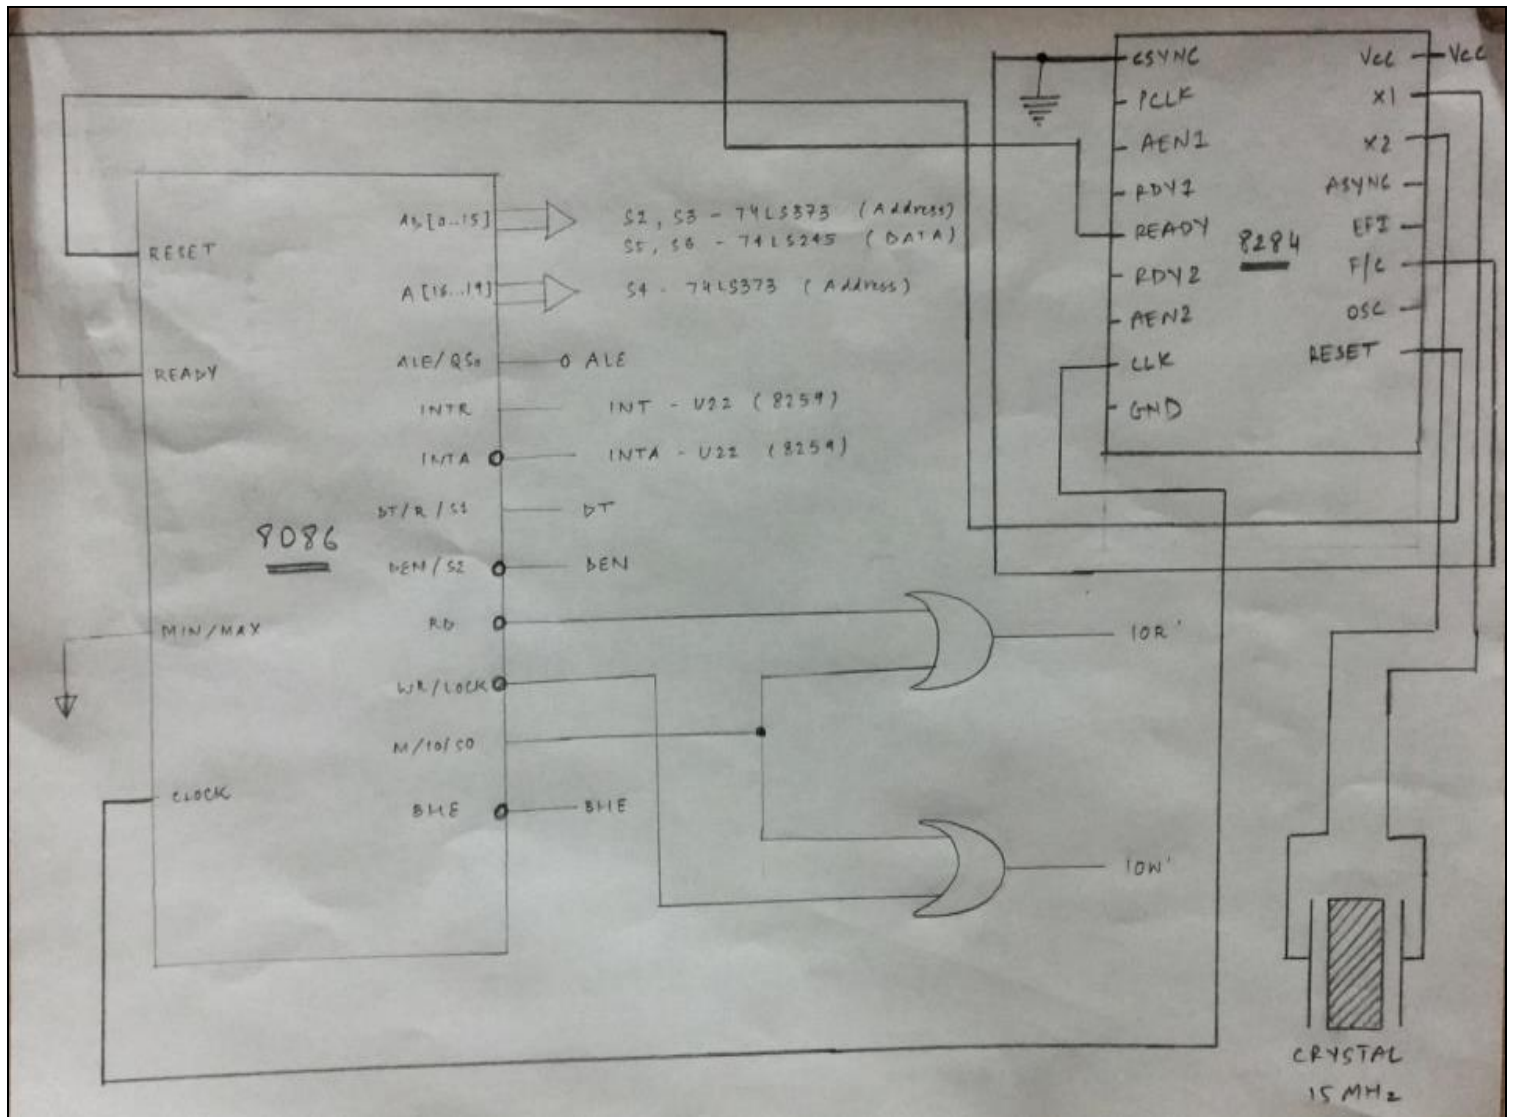 RESET
READY
8086
MIN/MAX
CLOCK
AD[0..15]
A[16..19]
ALE/QS0
INTR
INTA
DT/R/S1
DEN/S2
RD
WR/LOCK
M/IO/S0
BHE
S2, S3 - 74LS373 (Address)
S5, S6 - 74LS245 (DATA)
S4 - 74LS373 (Address)
ALE
INT - U22 (8259)
INTA - U22 (8259)
DT
DEN
BHE
IOR'
IOW'
CSYNC
PCLK
AEN1
RDY1
READY
RDY2
AEN2
CLK
GND
8284
Vcc
Vcc
X1
X2
ASYNC
EFI
F/C
OSC
RESET
CRYSTAL
15 MHz